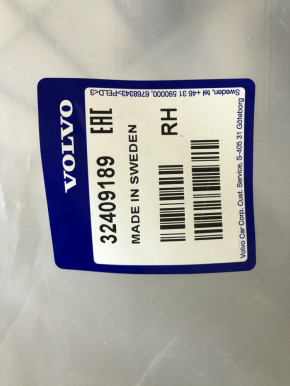 VOLVO
EAC
32409189
MADE IN SWEDEN
RH
Volvo Car Corp. Cust. Service, S-405 31 Göteborg
Sweden, tel +46 31 590000, 6768343>PELD<3